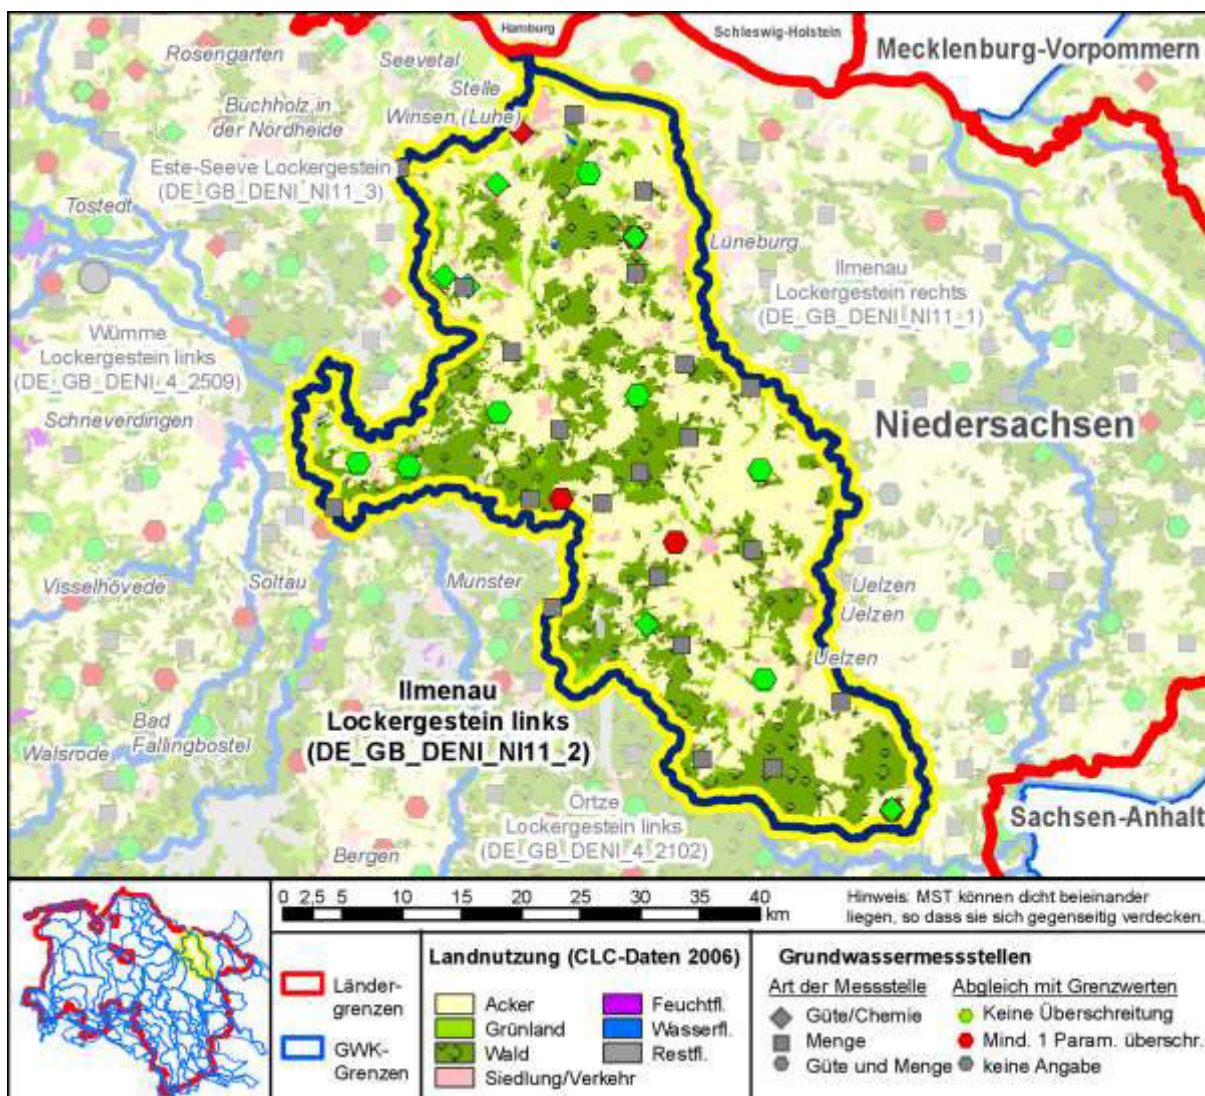 Hamburg
Schleswig-Holstein
Mecklenburg-Vorpommern
Rosengarten
Seevetal
Stelle
Buchholz in
der Nordheide
Winsen (Luhe)
Este-Seeve Lockergestein
(DE_GB_DENI_NI11_3)
Tostedt
Lüneburg
Ilmenau
Lockergestein rechts
(DE_GB_DENI_NI11_1)
Wümme
Lockergestein links
(DE_GB_DENI_4_2509)
Schneverdingen
Niedersachsen
Visselhövede
Soltau
Munster
Uelzen
Uelzen
Uelzen
Ilmenau
Lockergestein links
(DE_GB_DENI_NI11_2)
Bad
Fallingbostel
Walsrode
Örtze
Lockergestein links
(DE_GB_DENI_4_2102)
Bergen
Sachsen-Anhalt
0 2,5 5 10 15 20 25 30 35 40
km
Hinweis: MST können dicht beieinander
liegen, so dass sie sich gegenseitig verdecken.
Länder-
grenzen
GWK-
Grenzen
Landnutzung (CLC-Daten 2006)
Acker
Grünland
Wald
Siedlung/Verkehr
Feuchtfl.
Wasserfl.
Restfl.
Grundwassermessstellen
Art der Messstelle
Güte/Chemie
Menge
Güte und Menge
Abgleich mit Grenzwerten
Keine Überschreitung
Mind. 1 Param. überschr.
keine Angabe